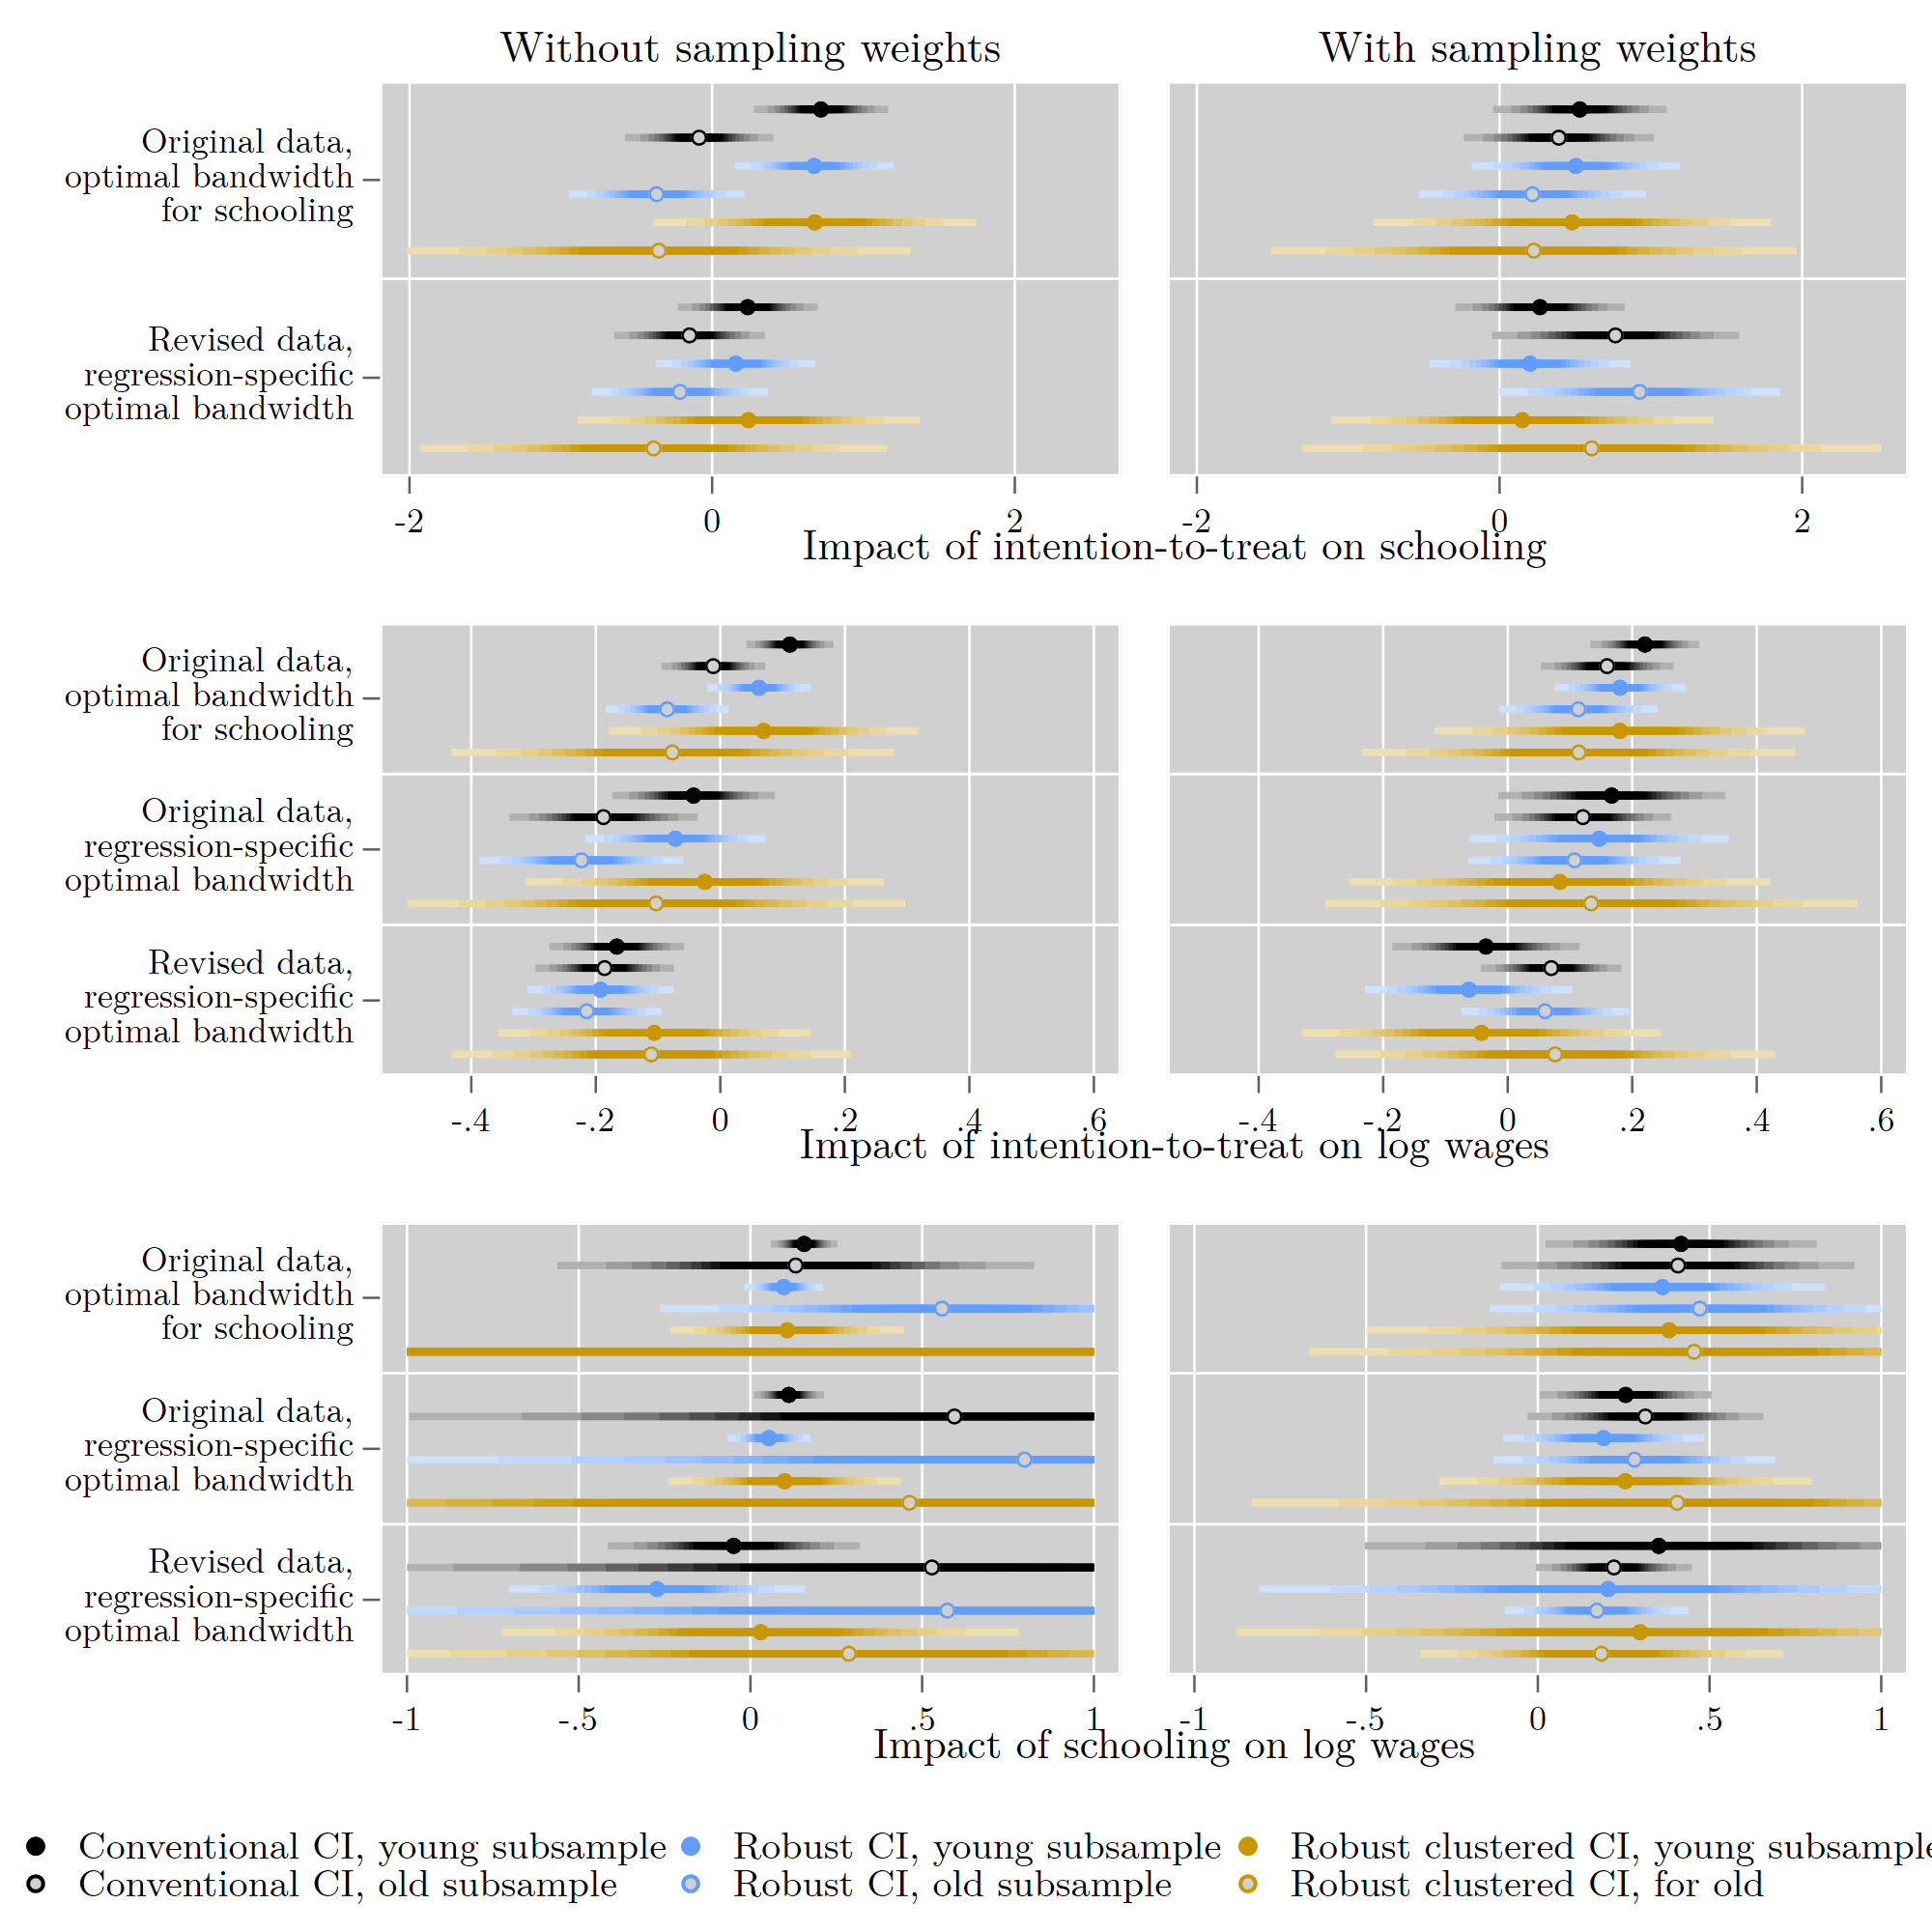 Without sampling weights
With sampling weights
Original data,
optimal bandwidth
for schooling
Revised data,
regression-specific
optimal bandwidth
-2 0 2
-2 0 2
Impact of intention-to-treat on schooling
Original data,
optimal bandwidth
for schooling
Original data,
regression-specific
optimal bandwidth
Revised data,
regression-specific
optimal bandwidth
-.4 -.2 0 .2 .4 .6
-.4 -.2 0 .2 .4 .6
Impact of intention-to-treat on log wages
Original data,
optimal bandwidth
for schooling
Original data,
regression-specific
optimal bandwidth
Revised data,
regression-specific
optimal bandwidth
-1 -.5 0 .5 1
-1 -.5 0 .5 1
Impact of schooling on log wages
Conventional CI, young subsample
Robust CI, young subsample
Robust clustered CI, young subsample
Conventional CI, old subsample
Robust CI, old subsample
Robust clustered CI, for old